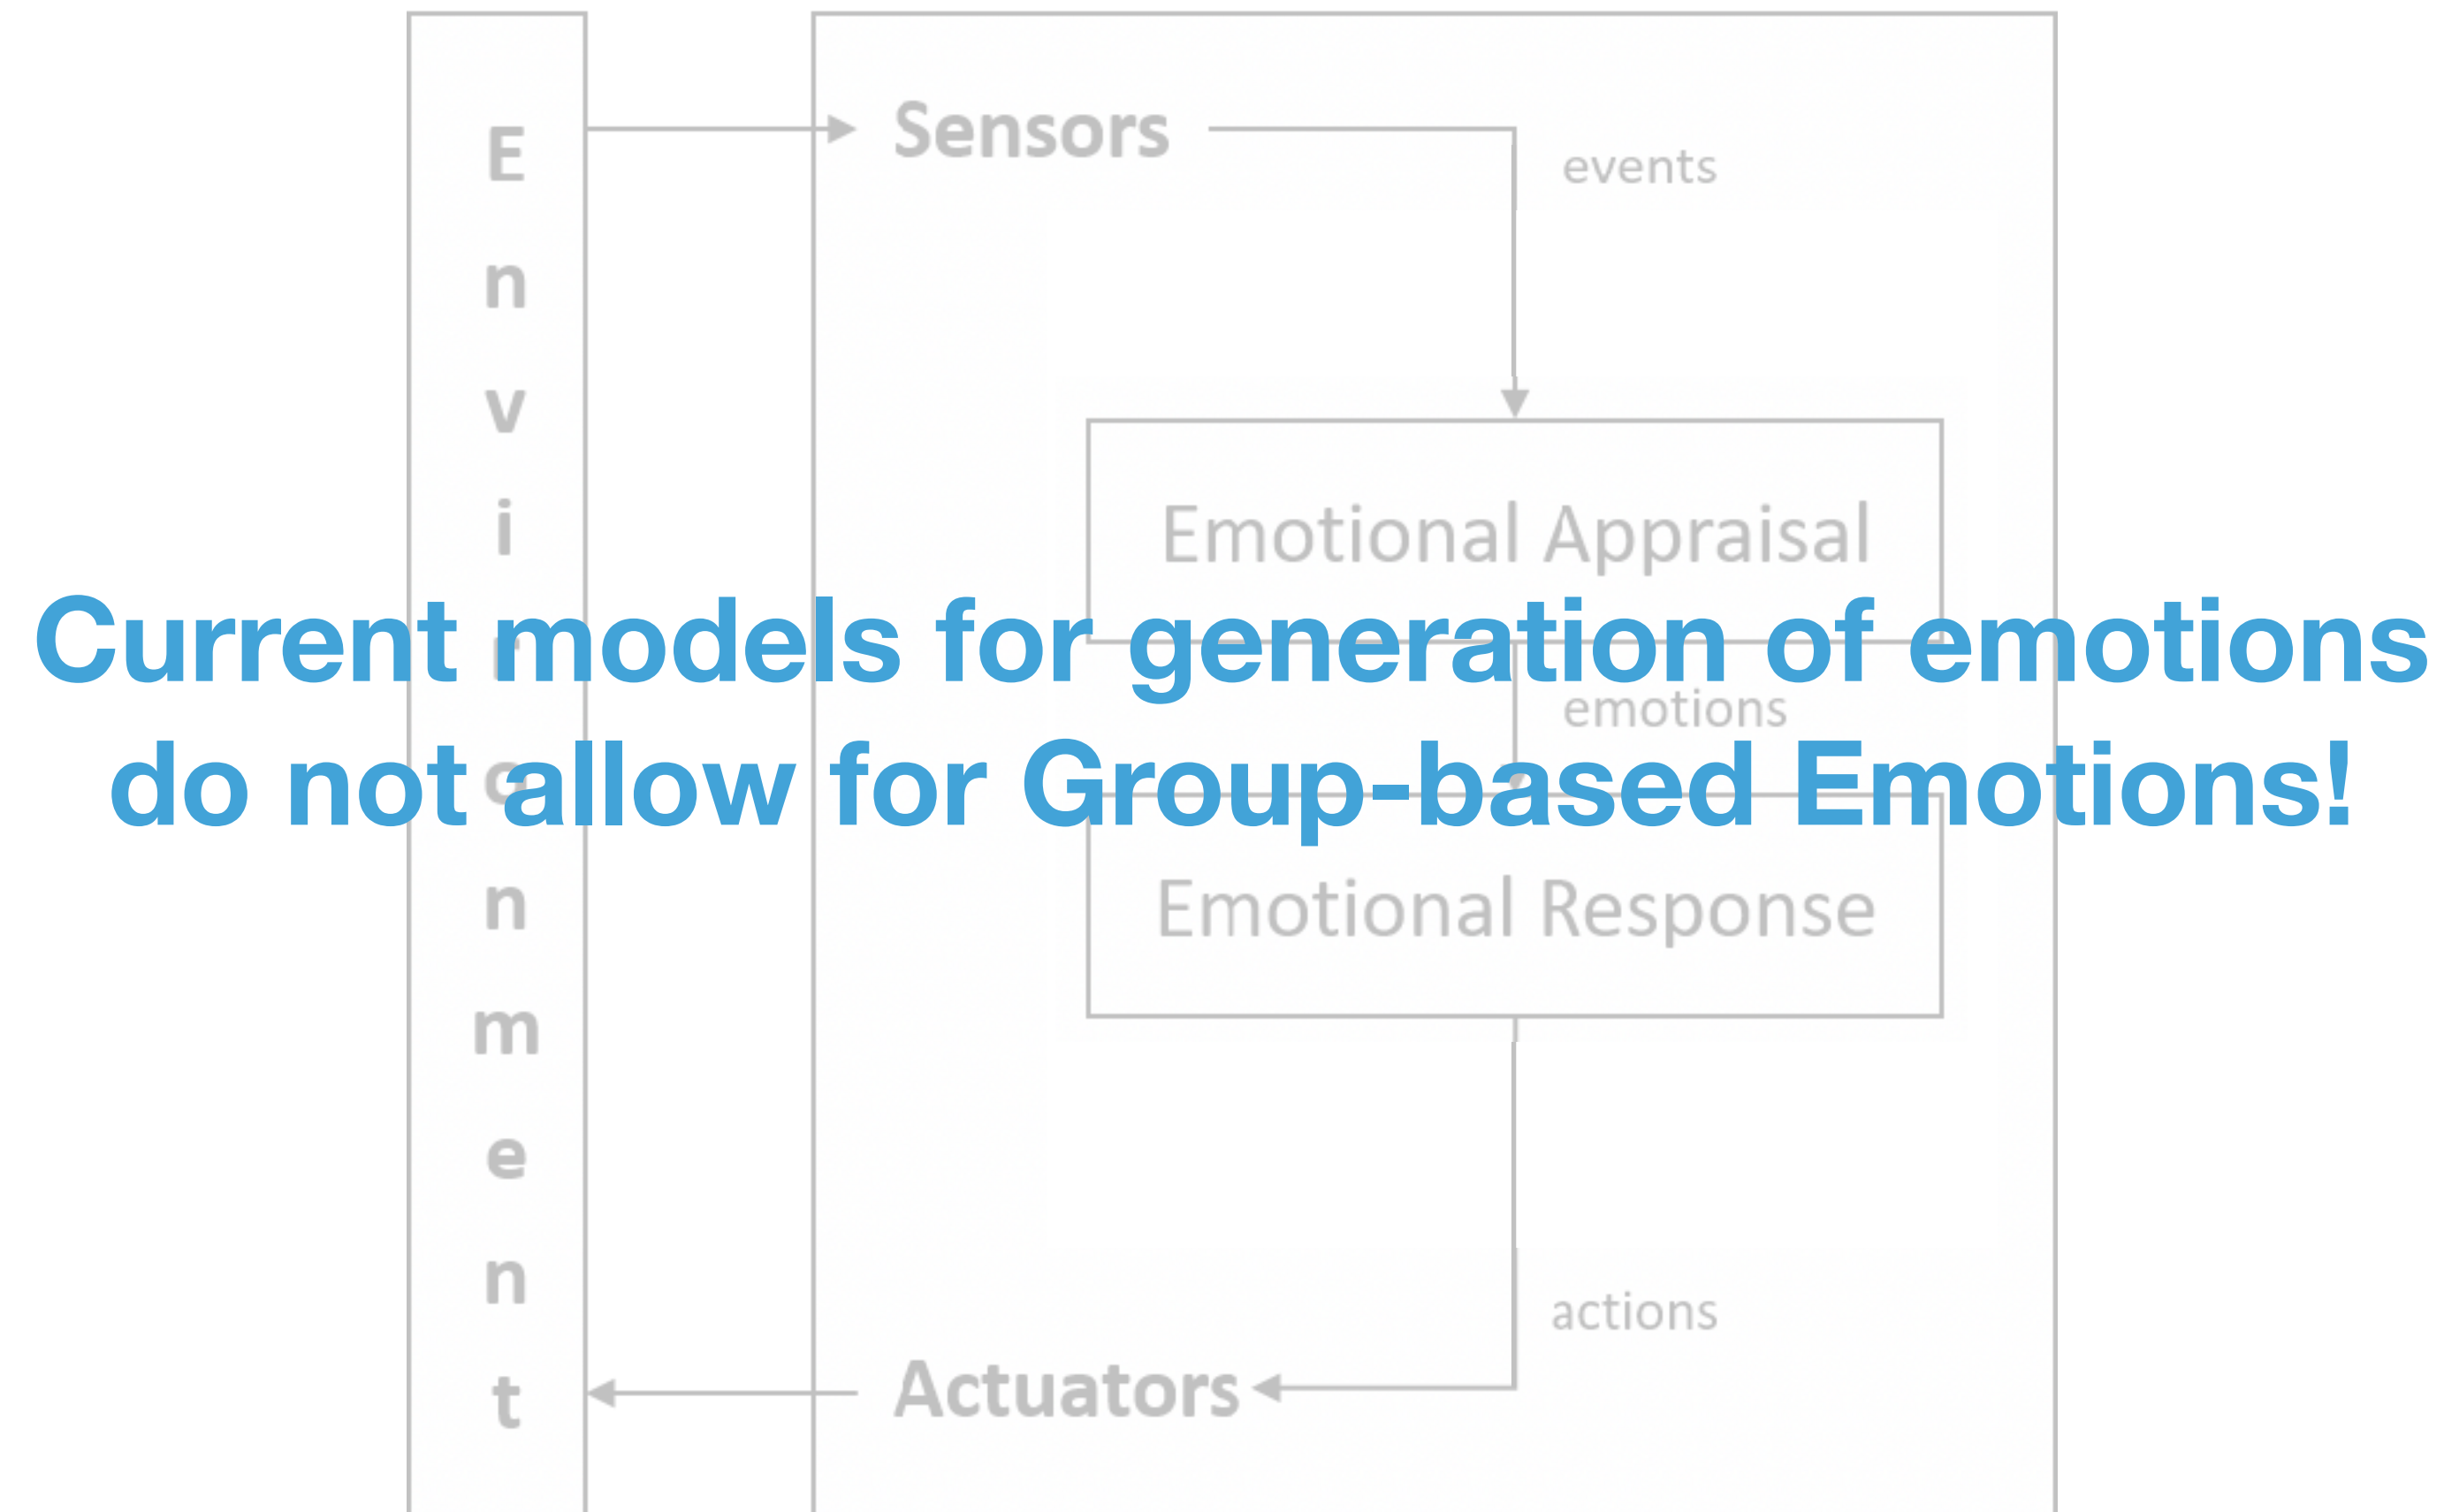 Environment
Sensors
events
Emotional Appraisal
Current models for generation of emotions
emotions
do not allow for Group-based Emotions!
Emotional Response
actions
Actuators